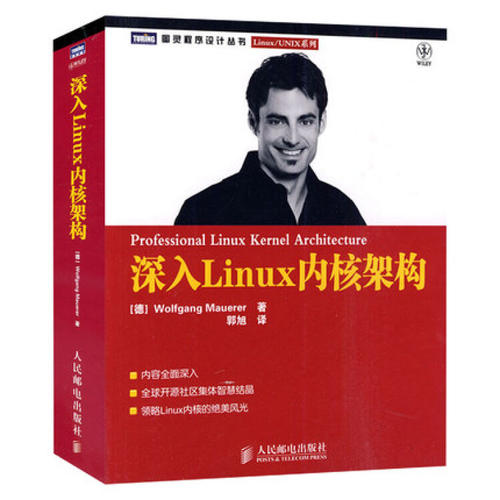 TURING 图灵程序设计丛书 Linux/UNIX系列
WILEY
Professional Linux Kernel Architecture
深入Linux内核架构
[德] Wolfgang Mauerer 著
郭旭 译
内容全面深入
全球开源社区集体智慧结晶
领略Linux内核的绝美风光
人民邮电出版社
POSTS & TELECOM PRESS
TURING
深入Linux内核架构
[德] Wolfgang Mauerer 著
人民邮电出版社